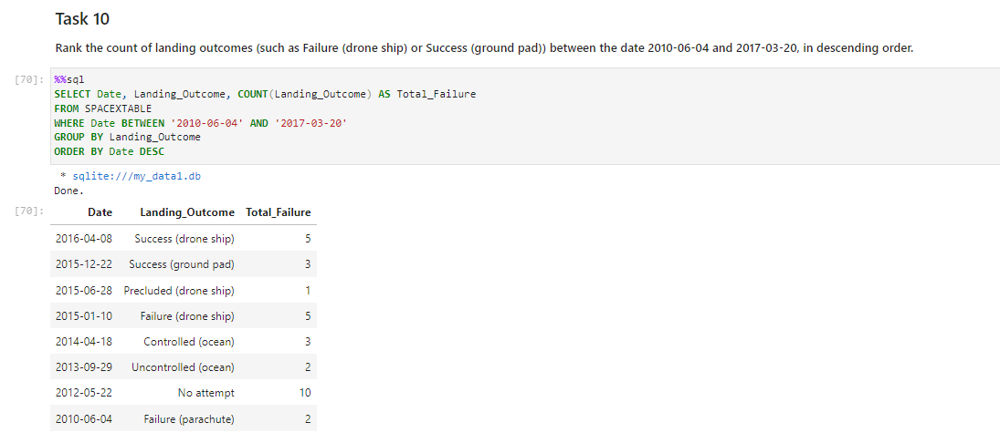 Task 10
Rank the count of landing outcomes (such as Failure (drone ship) or Success (ground pad)) between the date 2010-06-04 and 2017-03-20, in descending order.
[70]: %%sql
SELECT Date, Landing_Outcome, COUNT(Landing_Outcome) AS Total_Failure
FROM SPACEXTABLE
WHERE Date BETWEEN '2010-06-04' AND '2017-03-20'
GROUP BY Landing_Outcome
ORDER BY Date DESC
* sqlite:///my_data1.db
Done.
[70]: Date Landing_Outcome Total_Failure
2016-04-08 Success (drone ship) 5
2015-12-22 Success (ground pad) 3
2015-06-28 Precluded (drone ship) 1
2015-01-10 Failure (drone ship) 5
2014-04-18 Controlled (ocean) 3
2013-09-29 Uncontrolled (ocean) 2
2012-05-22 No attempt 10
2010-06-04 Failure (parachute) 2